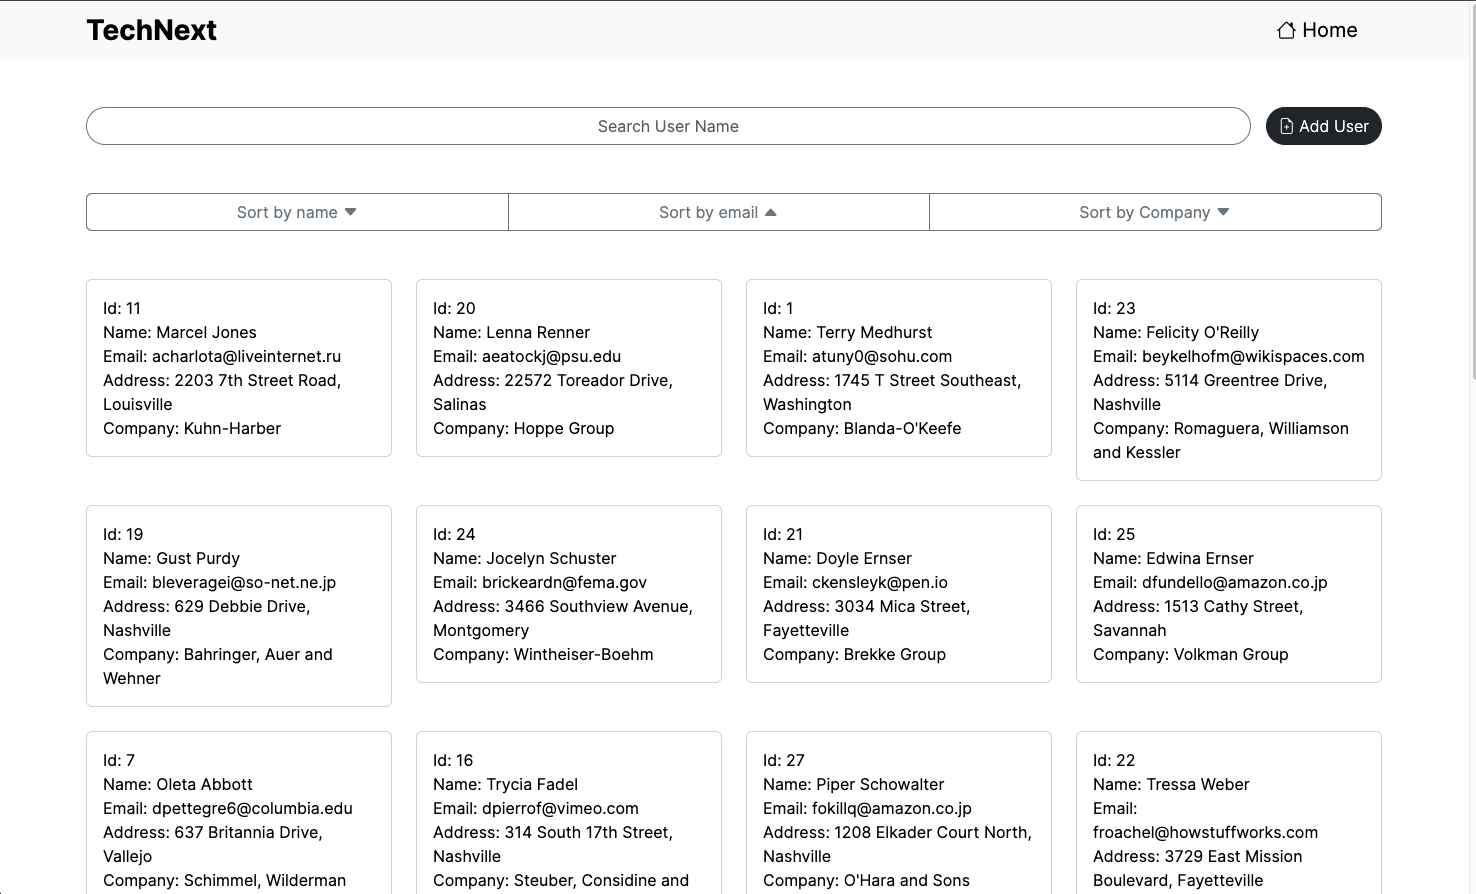 TechNext
Home
Search User Name
Add User
Sort by name
Sort by email
Sort by Company
Id: 11
Name: Marcel Jones
Email: acharlota@liveinternet.ru
Address: 2203 7th Street Road,
Louisville
Company: Kuhn-Harber
Id: 20
Name: Lenna Renner
Email: aeatockj@psu.edu
Address: 22572 Toreador Drive,
Salinas
Company: Hoppe Group
Id: 1
Name: Terry Medhurst
Email: atuny0@sohu.com
Address: 1745 T Street Southeast,
Washington
Company: Blanda-O'Keefe
Id: 23
Name: Felicity O'Reilly
Email: beykelhofm@wikispaces.com
Address: 5114 Greentree Drive,
Nashville
Company: Romaguera, Williamson
and Kessler
Id: 19
Name: Gust Purdy
Email: bleveragei@so-net.ne.jp
Address: 629 Debbie Drive,
Nashville
Company: Bahringer, Auer and
Wehner
Id: 24
Name: Jocelyn Schuster
Email: brickeardn@fema.gov
Address: 3466 Southview Avenue,
Montgomery
Company: Wintheiser-Boehm
Id: 21
Name: Doyle Ernser
Email: ckensleyk@pen.io
Address: 3034 Mica Street,
Fayetteville
Company: Brekke Group
Id: 25
Name: Edwina Ernser
Email: dfundello@amazon.co.jp
Address: 1513 Cathy Street,
Savannah
Company: Volkman Group
Id: 7
Name: Oleta Abbott
Email: dpettegre6@columbia.edu
Address: 637 Britannia Drive,
Vallejo
Company: Schimmel, Wilderman
Id: 16
Name: Trycia Fadel
Email: dpierrof@vimeo.com
Address: 314 South 17th Street,
Nashville
Company: Steuber, Considine and
Id: 27
Name: Piper Schowalter
Email: fokillq@amazon.co.jp
Address: 1208 Elkader Court North,
Nashville
Company: O'Hara and Sons
Id: 22
Name: Tressa Weber
Email:
froachel@howstuffworks.com
Address: 3729 East Mission
Boulevard, Fayetteville